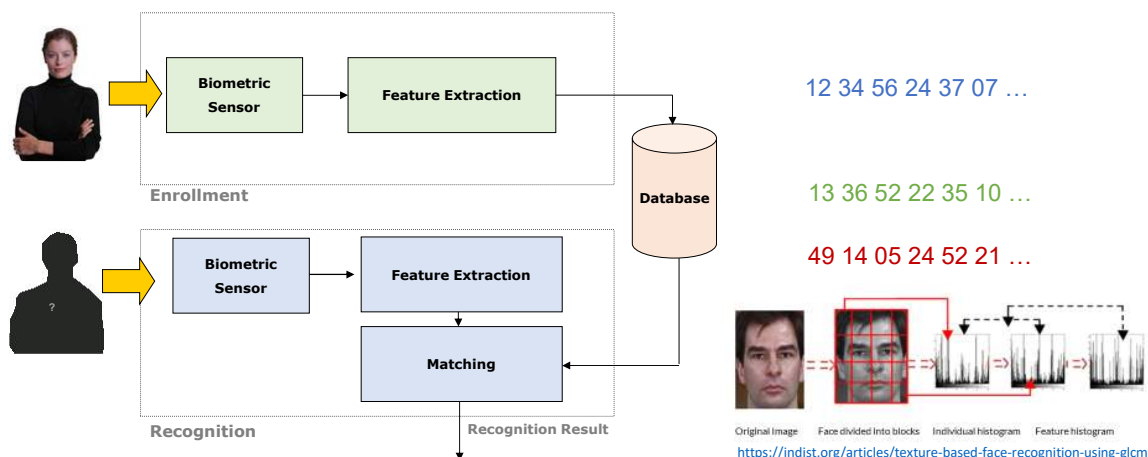 Biometric
Sensor
Feature Extraction
Enrollment
Database
12 34 56 24 37 07 …
13 36 52 22 35 10 …
49 14 05 24 52 21 …
?
Biometric
Sensor
Feature Extraction
Matching
Recognition
Recognition Result
Original Image
Face divided into blocks
Individual histogram
Feature histogram
https://indist.org/articles/texture-based-face-recognition-using-glcm